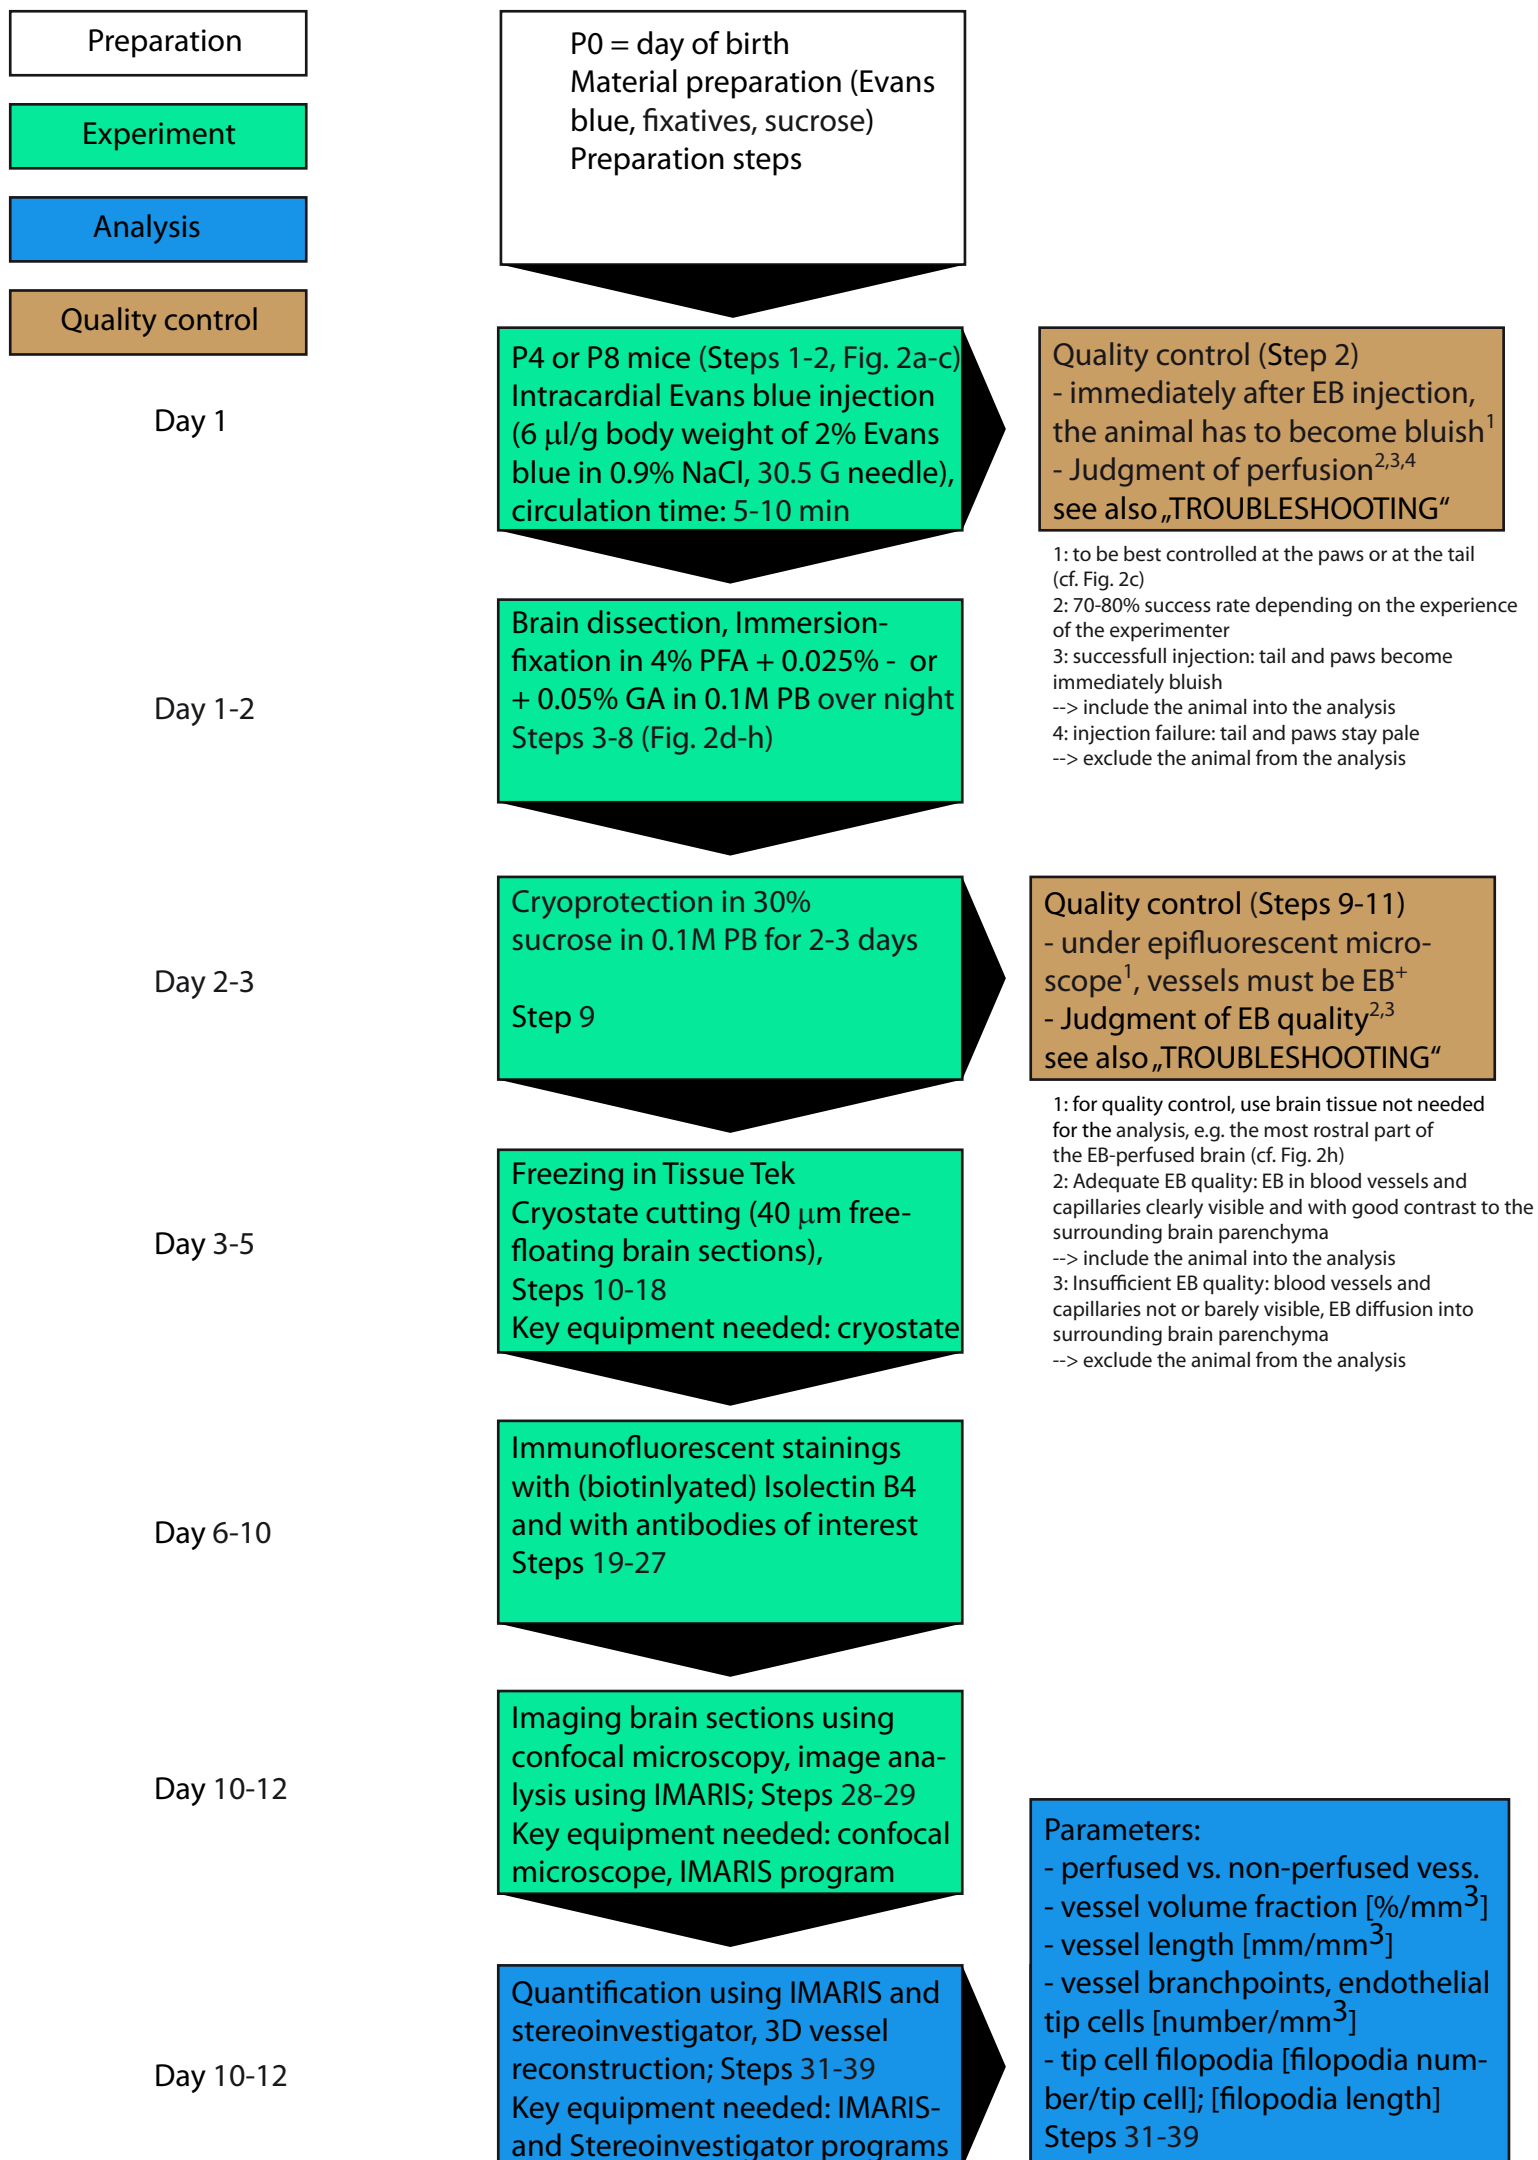 Preparation
Experiment
Analysis
Quality control
P0 = day of birth
Material preparation (Evans
blue, fixatives, sucrose)
Preparation steps
Day 1
P4 or P8 mice (Steps 1-2, Fig. 2a-c)
Intracardial Evans blue injection
(6 µl/g body weight of 2% Evans
blue in 0.9% NaCl, 30.5 G needle),
circulation time: 5-10 min
Quality control (Step 2)
- immediately after EB injection,
the animal has to become bluish1
- Judgment of perfusion2,3,4
see also „TROUBLESHOOTING“
1: to be best controlled at the paws or at the tail
(cf. Fig. 2c)
2: 70-80% success rate depending on the experience
of the experimenter
3: successfull injection: tail and paws become
immediately bluish
--> include the animal into the analysis
4: injection failure: tail and paws stay pale
--> exclude the animal from the analysis
Day 1-2
Brain dissection, Immersion-
fixation in 4% PFA + 0.025% - or
+ 0.05% GA in 0.1M PB over night
Steps 3-8 (Fig. 2d-h)
Day 2-3
Cryoprotection in 30%
sucrose in 0.1M PB for 2-3 days
Step 9
Quality control (Steps 9-11)
- under epifluorescent micro-
scope1, vessels must be EB+
- Judgment of EB quality2,3
see also „TROUBLESHOOTING“
1: for quality control, use brain tissue not needed
for the analysis, e.g. the most rostral part of
the EB-perfused brain (cf. Fig. 2h)
2: Adequate EB quality: EB in blood vessels and
capillaries clearly visible and with good contrast to the
surrounding brain parenchyma
--> include the animal into the analysis
3: Insufficient EB quality: blood vessels and
capillaries not or barely visible, EB diffusion into
surrounding brain parenchyma
--> exclude the animal from the analysis
Day 3-5
Freezing in Tissue Tek
Cryostate cutting (40 µm free-
floating brain sections),
Steps 10-18
Key equipment needed: cryostate
Day 6-10
Immunofluorescent stainings
with (biotinlyated) Isolectin B4
and with antibodies of interest
Steps 19-27
Day 10-12
Imaging brain sections using
confocal microscopy, image ana-
lysis using IMARIS; Steps 28-29
Key equipment needed: confocal
microscope, IMARIS program
Day 10-12
Quantification using IMARIS and
stereoinvestigator, 3D vessel
reconstruction; Steps 31-39
Key equipment needed: IMARIS-
and Stereoinvestigator programs
Parameters:
- perfused vs. non-perfused vess.
- vessel volume fraction [%/mm3]
- vessel length [mm/mm3]
- vessel branchpoints, endothelial
tip cells [number/mm3]
- tip cell filopodia [filopodia num-
ber/tip cell]; [filopodia length]
Steps 31-39